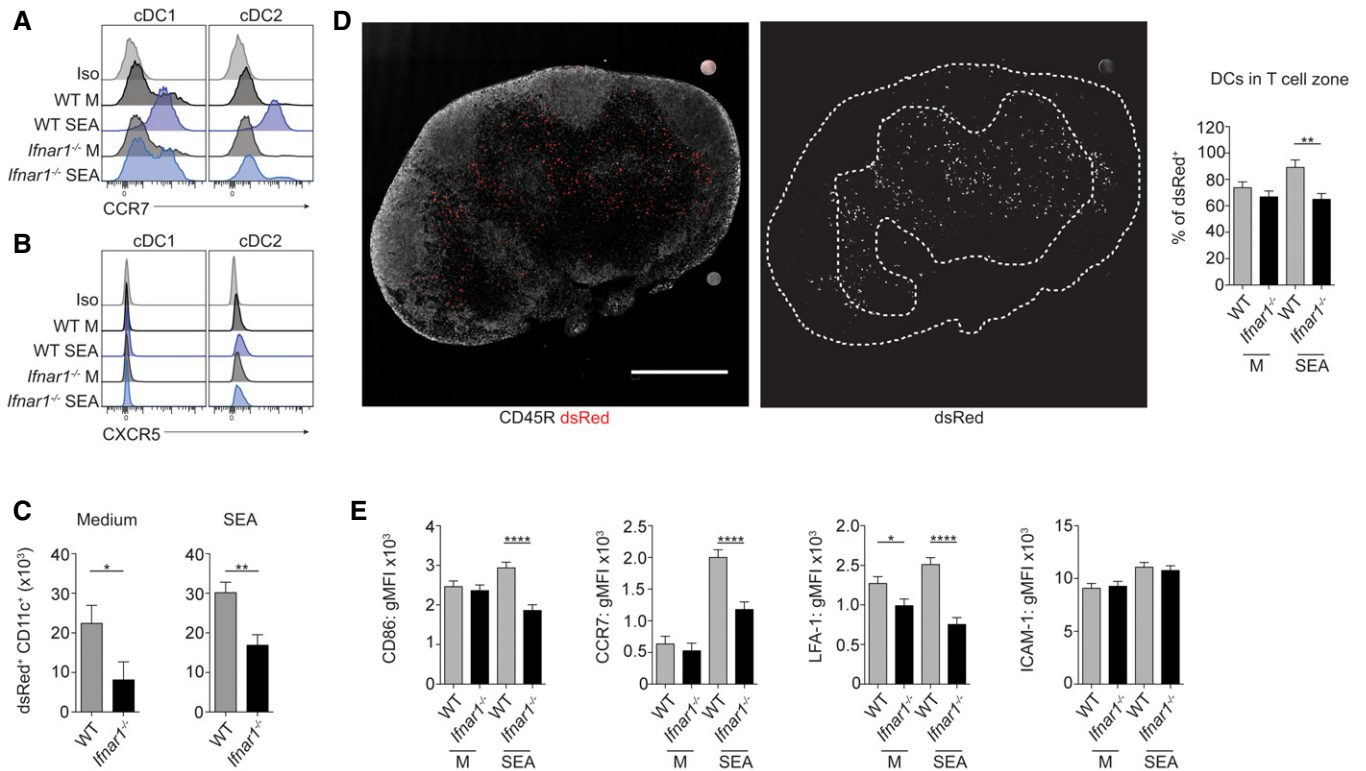 A
cDC1 cDC2
Iso
WT M
WT SEA
Ifnar1-/- M
Ifnar1-/- SEA
0 0
CCR7
B
cDC1 cDC2
Iso
WT M
WT SEA
Ifnar1-/- M
Ifnar1-/- SEA
0 0
CXCR5
C
Medium SEA
dsRed+ CD11c+ (x10³)
40
30
20
10
0
*
WT Ifnar1-/-
40
30
20
10
0
**
WT Ifnar1-/-
D
CD45R dsRed
dsRed
DCs in T cell zone
% of dsRed+
120
100
80
60
40
20
0
**
WT Ifnar1-/- WT Ifnar1-/-
M SEA
E
CD86: gMFI x10³
4
3
2
1
0
****
WT Ifnar1-/- WT Ifnar1-/-
M SEA
CCR7: gMFI x10³
2.5
2.0
1.5
1.0
0.5
0
****
WT Ifnar1-/- WT Ifnar1-/-
M SEA
LFA-1: gMFI x10³
2.0
2.5
1.0
0.5
0
* ****
WT Ifnar1-/- WT Ifnar1-/-
M SEA
ICAM-1: gMFI x10³
15
10
5
0
WT Ifnar1-/- WT Ifnar1-/-
M SEA